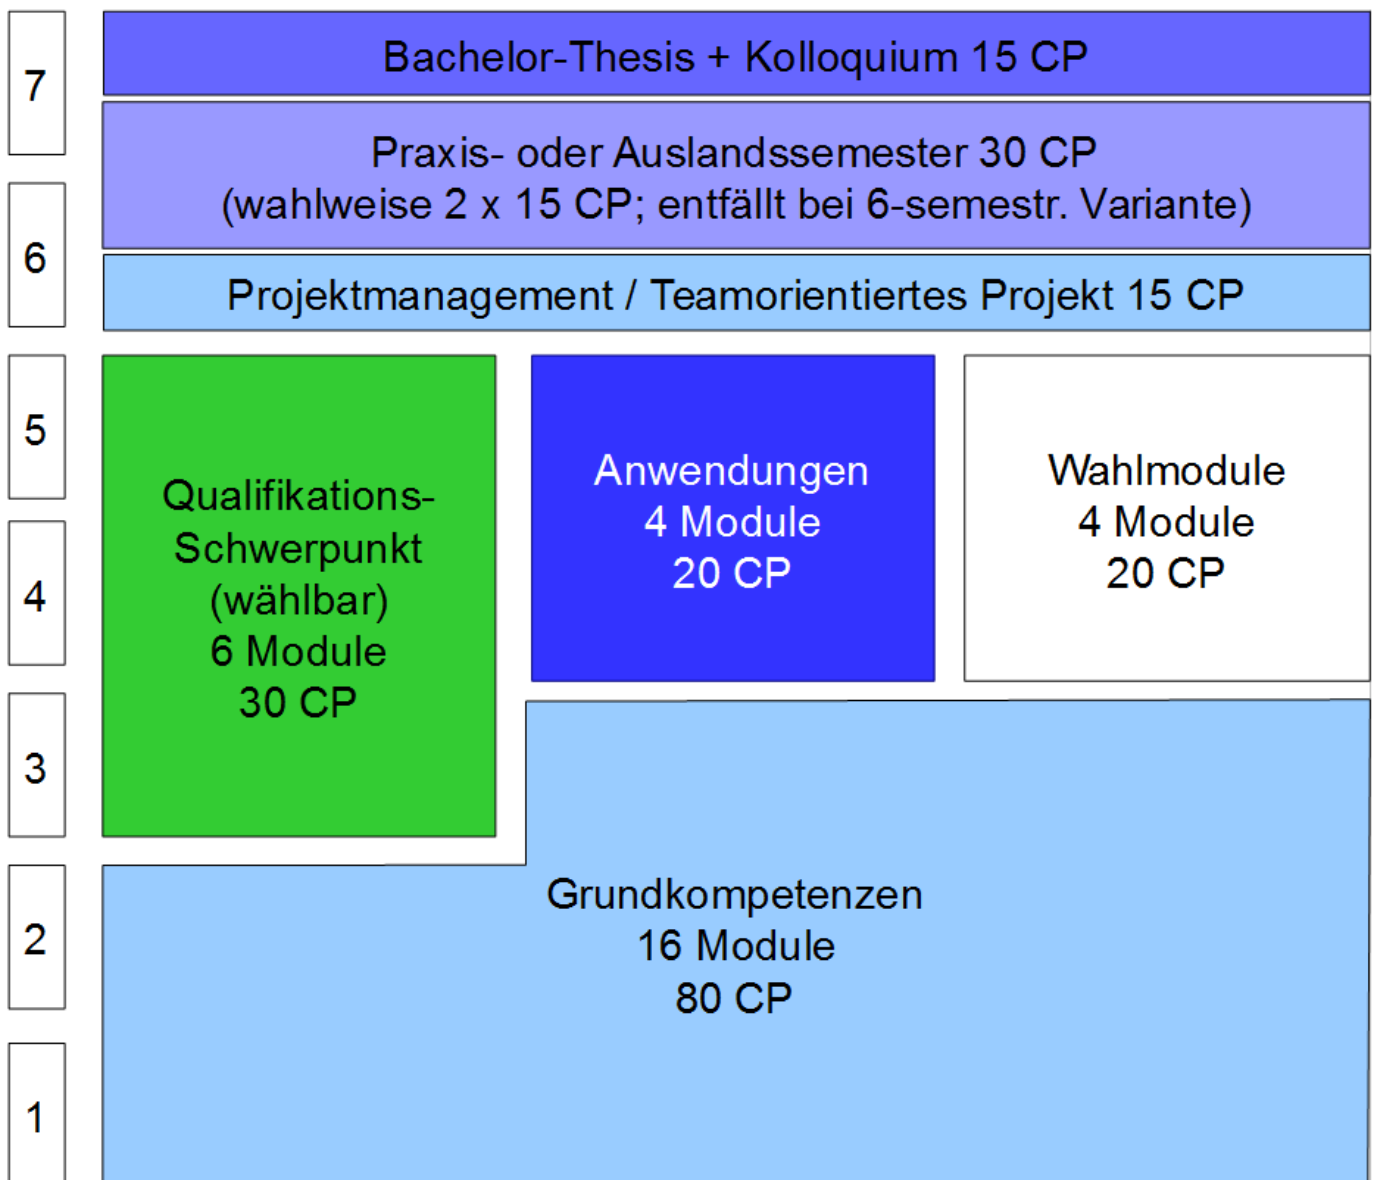 7
Bachelor-Thesis + Kolloquium 15 CP
Praxis- oder Auslandssemester 30 CP
(wahlweise 2 x 15 CP; entfällt bei 6-semestr. Variante)
6
Projektmanagement / Teamorientiertes Projekt 15 CP
5
4
3
Qualifikations-
Schwerpunkt
(wählbar)
6 Module
30 CP
Anwendungen
4 Module
20 CP
Wahlmodule
4 Module
20 CP
2
1
Grundkompetenzen
16 Module
80 CP